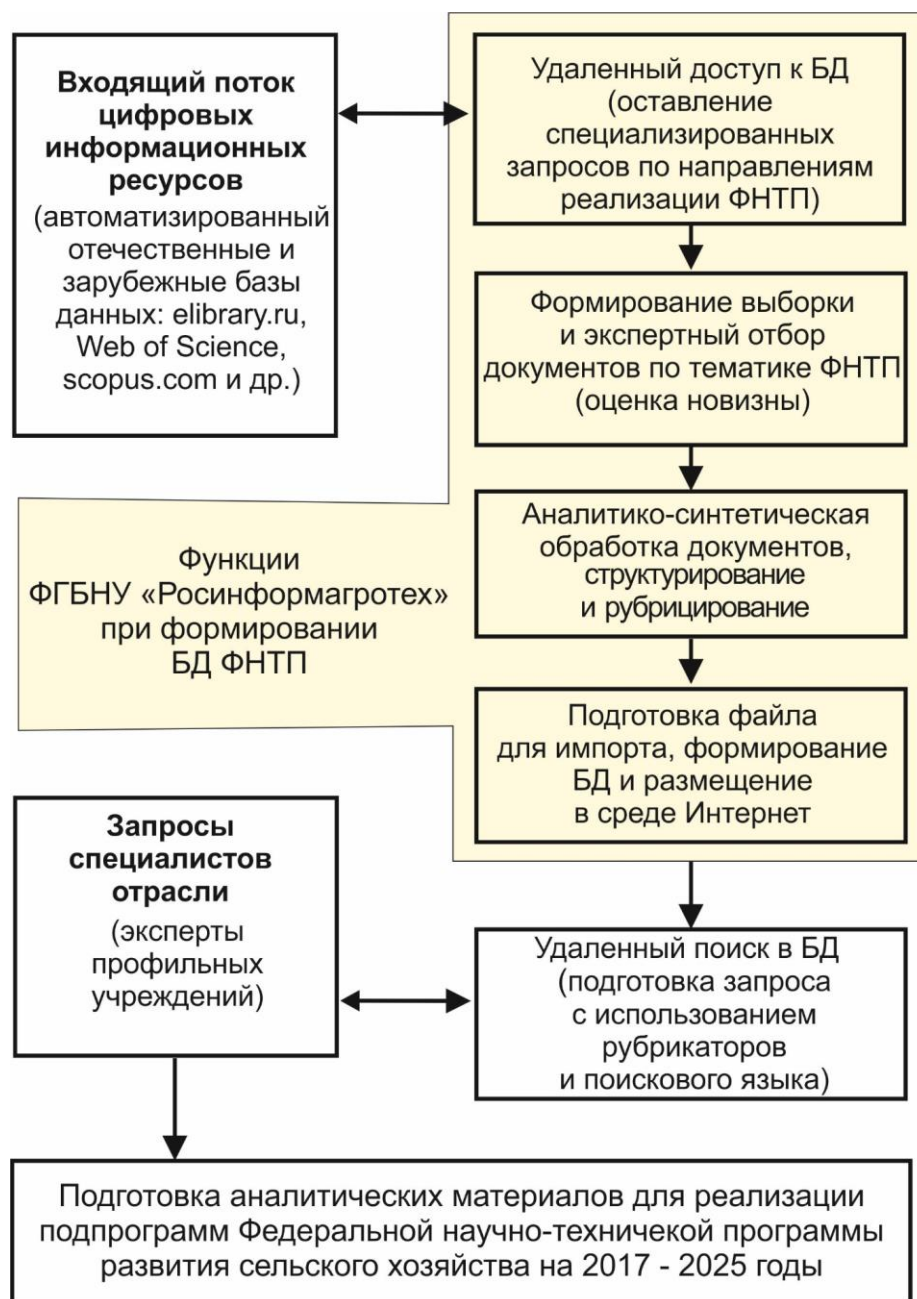 Входящий поток
цифровых
информационных
ресурсов
(автоматизированный
отечественные и
зарубежные базы
данных: elibrary.ru,
Web of Science,
scopus.com и др.)
Удаленный доступ к БД
(оставление
специализированных
запросов по направлениям
реализации ФНТП)
Формирование выборки
и экспертный отбор
документов по тематике ФНТП
(оценка новизны)
Аналитико-синтетическая
обработка документов,
структурирование
и рубрицирование
Функции
ФГБНУ «Росинформагротех»
при формировании
БД ФНТП
Подготовка файла
для импорта, формирование
БД и размещение
в среде Интернет
Запросы
специалистов
отрасли
(эксперты
профильных
учреждений)
Удаленный поиск в БД
(подготовка запроса
с использованием
рубрикаторов
и поискового языка)
Подготовка аналитических материалов для реализации
подпрограмм Федеральной научно-техничекой программы
развития сельского хозяйства на 2017 - 2025 годы